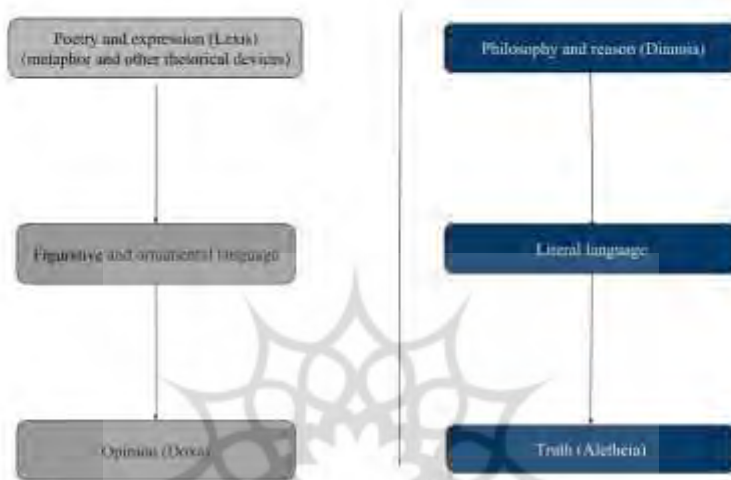 Poetry and expression (Lexis)
(metaphor and other rhetorical devices)
Figurative and ornamental language
Opinion (Doxa)
Philosophy and reason (Dianoia)
Literal language
Truth (Aletheia)